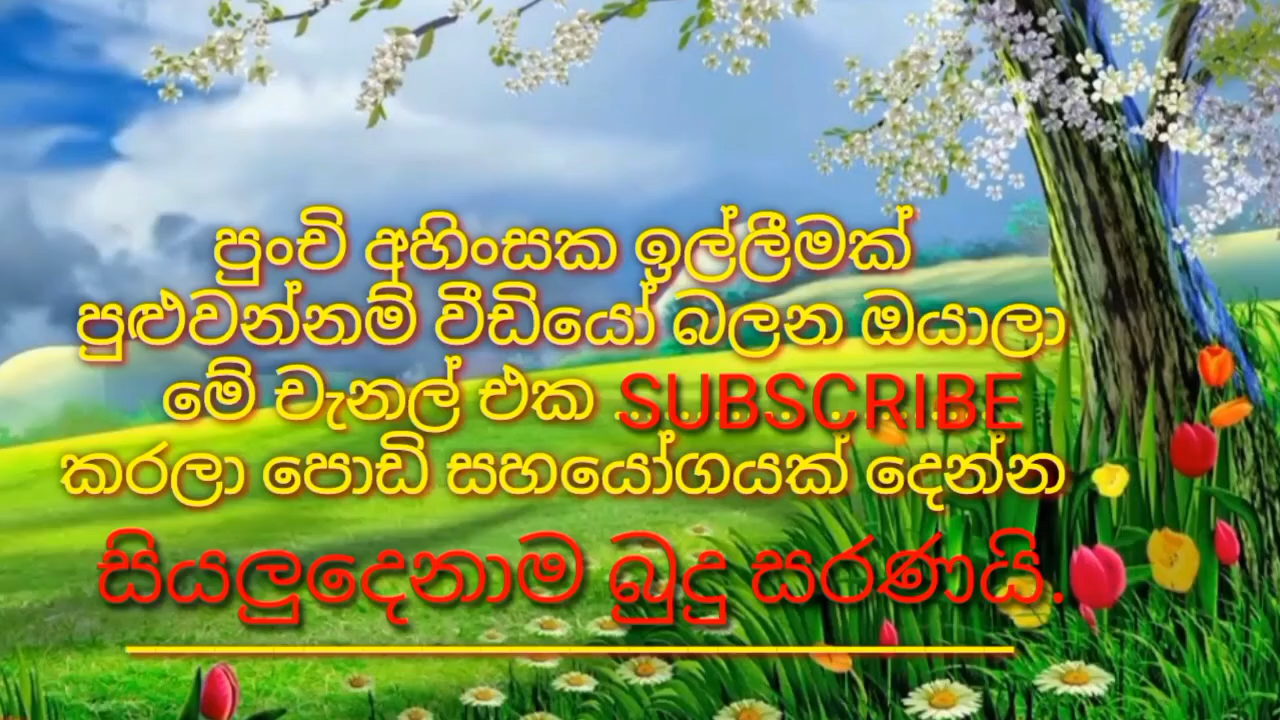 පුංචි අහිංසක ඉල්ලීමක්
පුළුවන්නම් වීඩියෝ බලන ඔයාලා
මේ චැනල් එක SUBSCRIBE
කරලා පොඩි සහයෝගයක් දෙන්න
සියලුදෙනාම බුදු සරණයි.